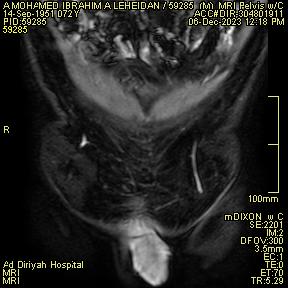 A MOHAMED IBRAHIM A LEHEIDAN / 59285 (M) MRI Pelvis w/C
14-Sep-1951 072Y ACC#DIR:304801911
PID:59285 06-Dec-2023 12:18 PM
59285
R
100mm
mDIXON w C
SE:2201
IM:2
DFOV:300
3.5mm
EC:1
Ad Diriyah Hospital TE:0
MRI ET:70
MRI TR:5.29